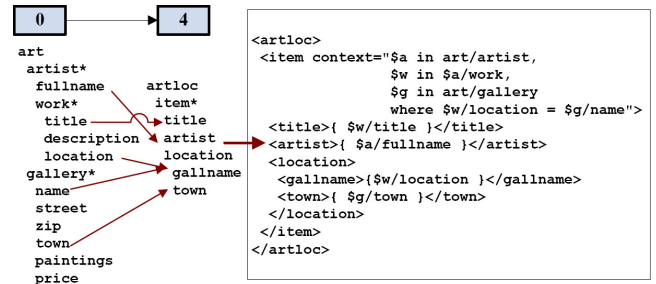 0
4
art
artist*
fullname
work*
title
description
location
gallery*
name
street
zip
town
paintings
price
artloc
item*
title
artist
location
gallname
town
<artloc>
<item context="$a in art/artist,
$w in $a/work,
$g in art/gallery
where $w/location = $g/name">
<title>{ $w/title }</title>
<artist>{ $a/fullname }</artist>
<location>
<gallname>{$w/location }</gallname>
<town>{ $g/town }</town>
</location>
</item>
</artloc>